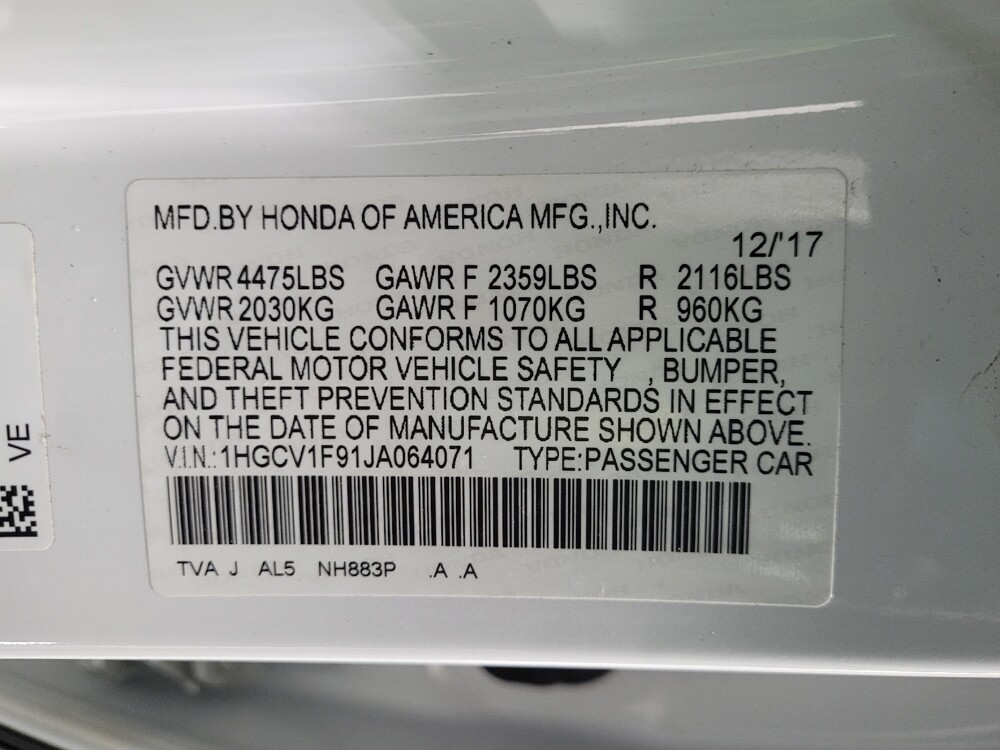 MFD.BY HONDA OF AMERICA MFG.,INC.
12/'17
GVWR 4475LBS GAWR F 2359LBS R 2116LBS
GVWR 2030KG GAWR F 1070KG R 960KG
THIS VEHICLE CONFORMS TO ALL APPLICABLE
FEDERAL MOTOR VEHICLE SAFETY , BUMPER,
AND THEFT PREVENTION STANDARDS IN EFFECT
ON THE DATE OF MANUFACTURE SHOWN ABOVE.
V.I.N.:1HGCV1F91JA064071 TYPE:PASSENGER CAR
TVA J AL5 NH883P .A .A
VE